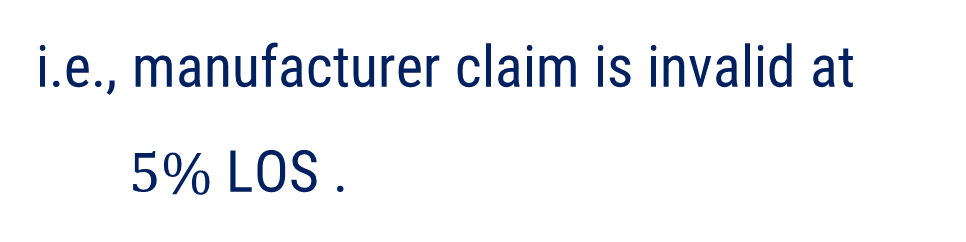 i.e., manufacturer claim is invalid at
5% LOS .